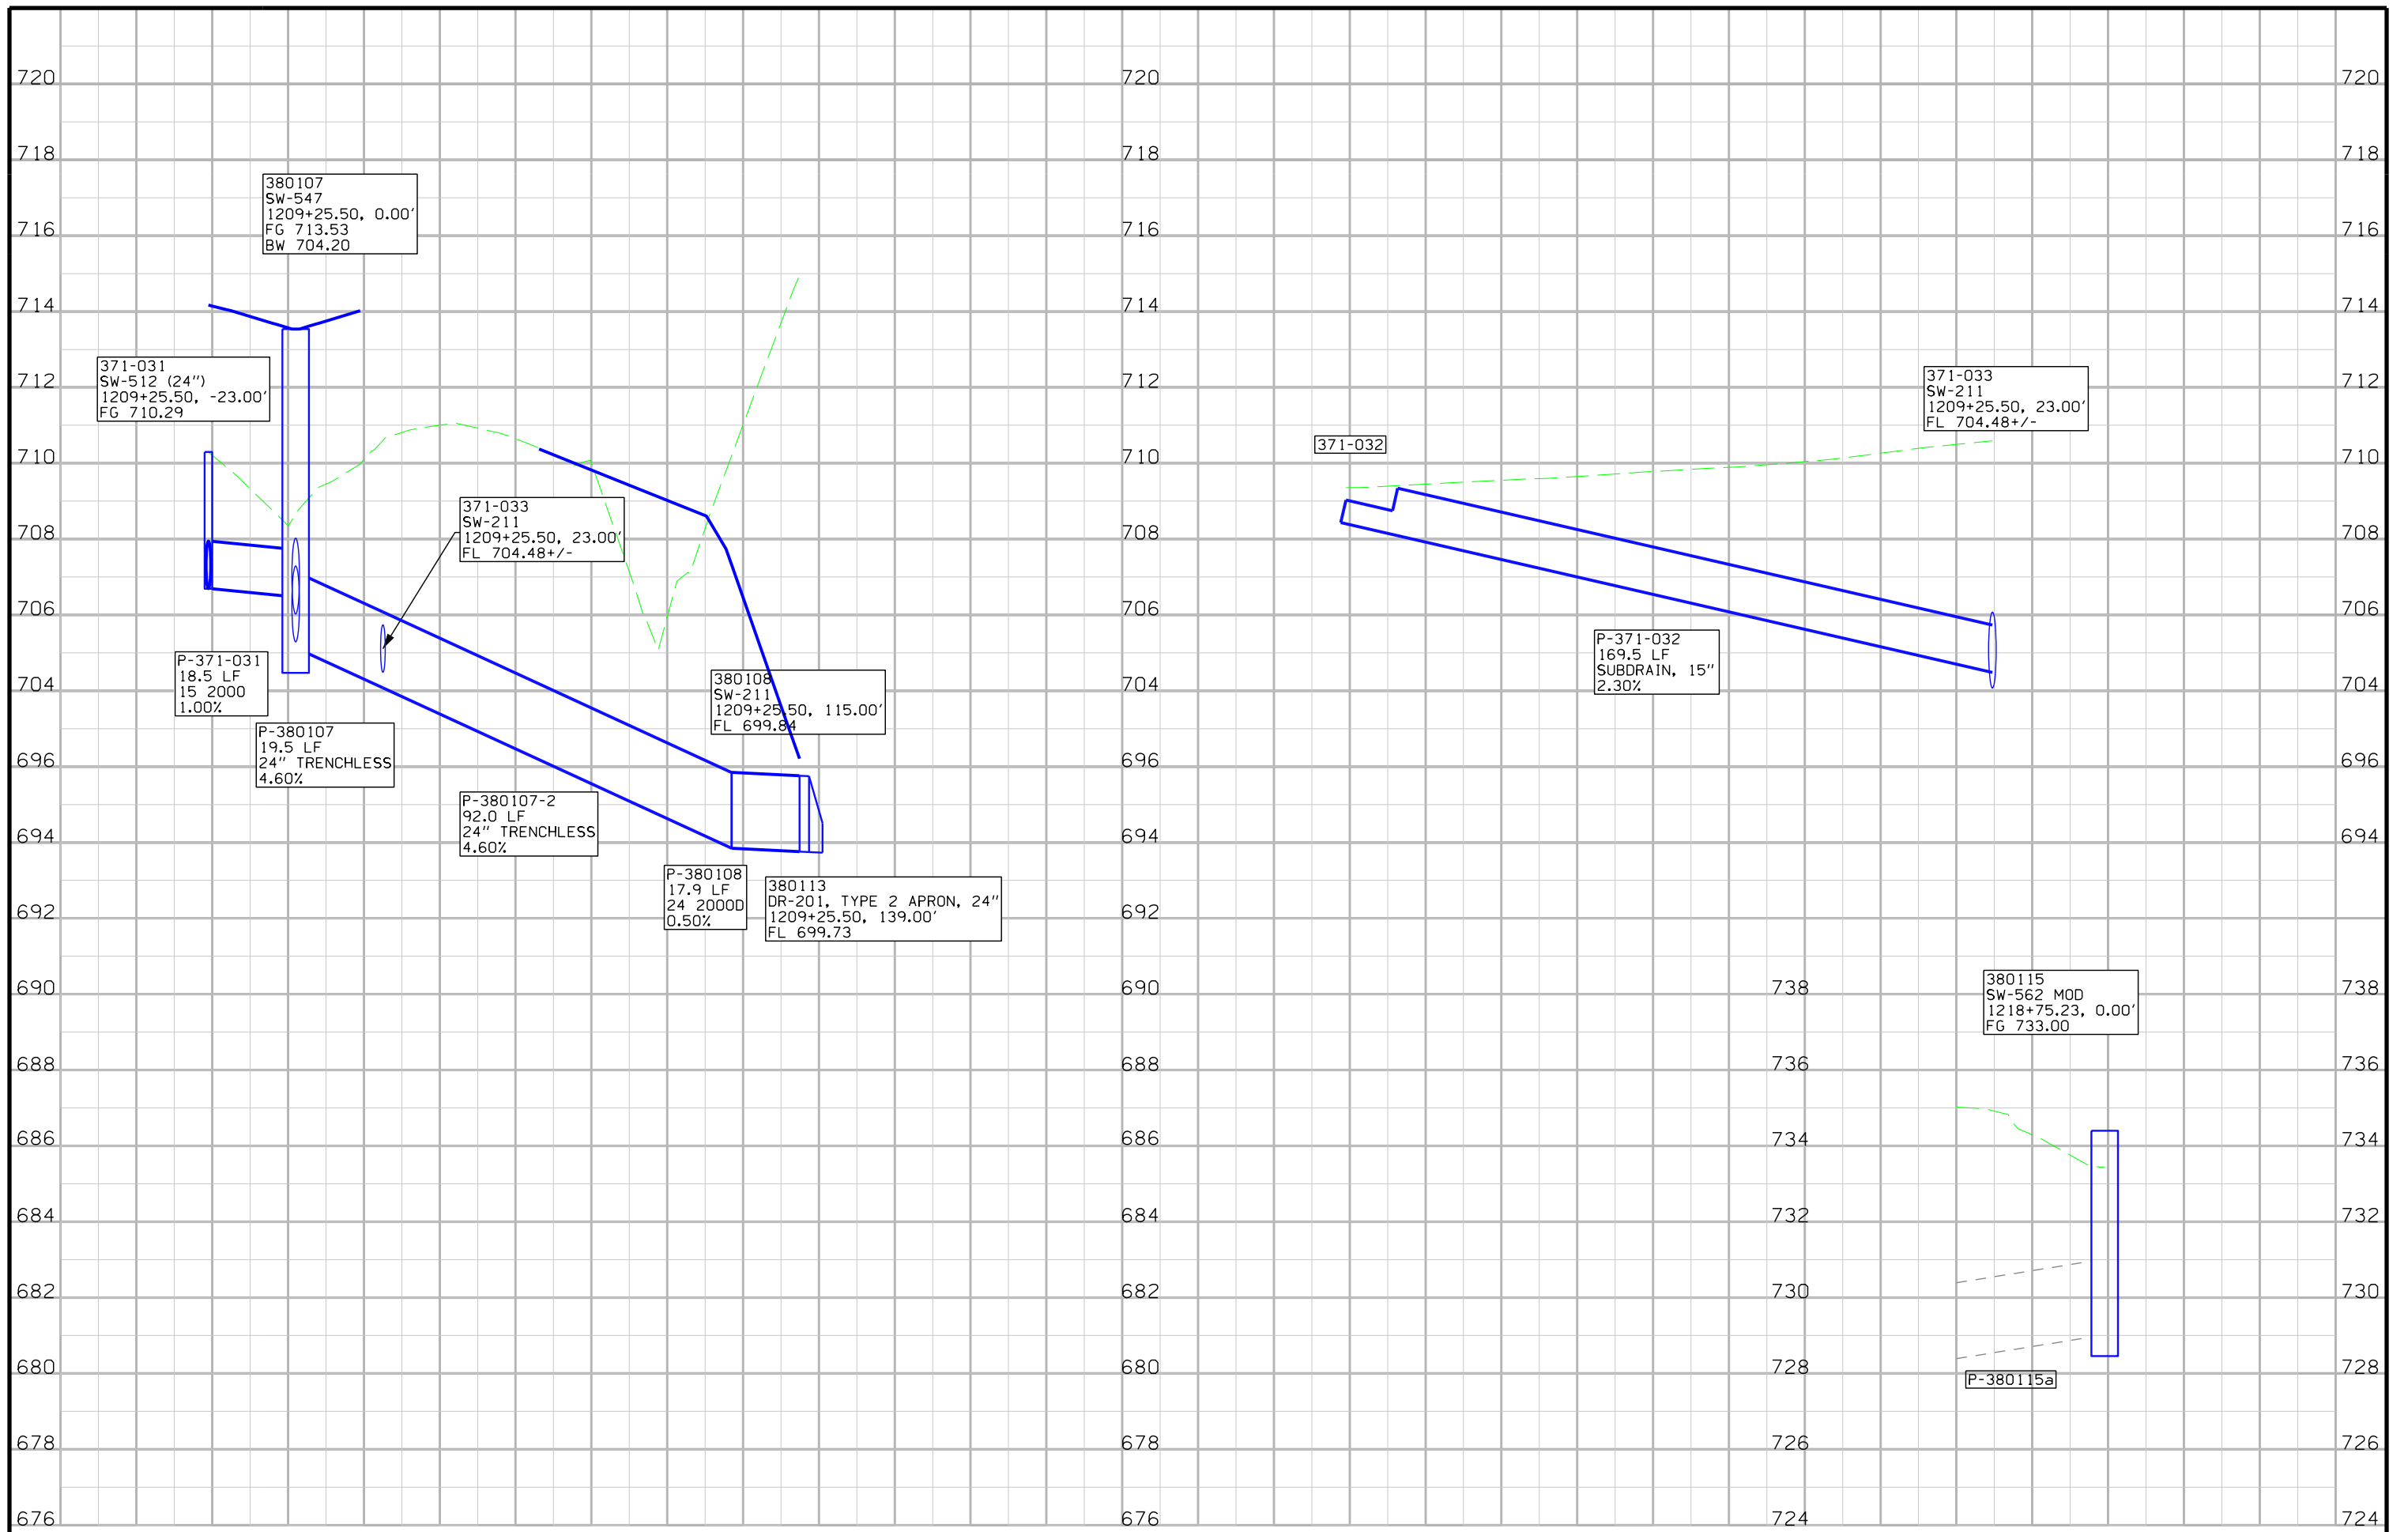 720 720 720
718 718 718
380107
SW-547
1209+25.50, 0.00'
FG 713.53
BW 704.20
716 716 716
714 714 714
371-031
SW-512 (24")
1209+25.50, -23.00'
FG 710.29
712 712 712
371-033
SW-211
1209+25.50, 23.00'
FL 704.48+/-
371-032
710 710 710
371-033
SW-211
1209+25.50, 23.00'
FL 704.48+/-
708 708 708
706 706 706
P-371-031
18.5 LF
15 2000
1.00%
P-371-032
169.5 LF
SUBDRAIN, 15"
2.30%
704 704 704
380108
SW-211
1209+25.50, 115.00'
FL 699.84
P-380107
19.5 LF
24" TRENCHLESS
4.60%
696 696 696
P-380107-2
92.0 LF
24" TRENCHLESS
4.60%
694 694 694
P-380108
17.9 LF
24 2000D
0.50%
380113
DR-201, TYPE 2 APRON, 24"
1209+25.50, 139.00'
FL 699.73
692 692 692
690 690 738 738
380115
SW-562 MOD
1218+75.23, 0.00'
FG 733.00
688 688 736 736
686 686 734 734
684 684 732 732
682 682 730 730
680 680 728 728
P-380115a
678 678 726 726
676 676 724 724